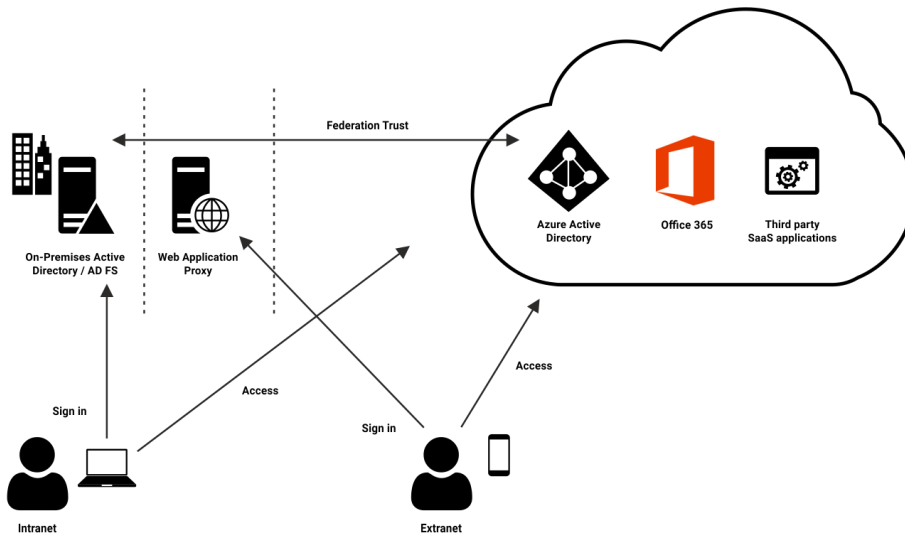 Federation Trust
On-Premises Active
Directory / AD FS
Web Application
Proxy
Azure Active
Directory
Office 365
Third party
SaaS applications
Access
Access
Sign in
Sign in
Intranet
Extranet